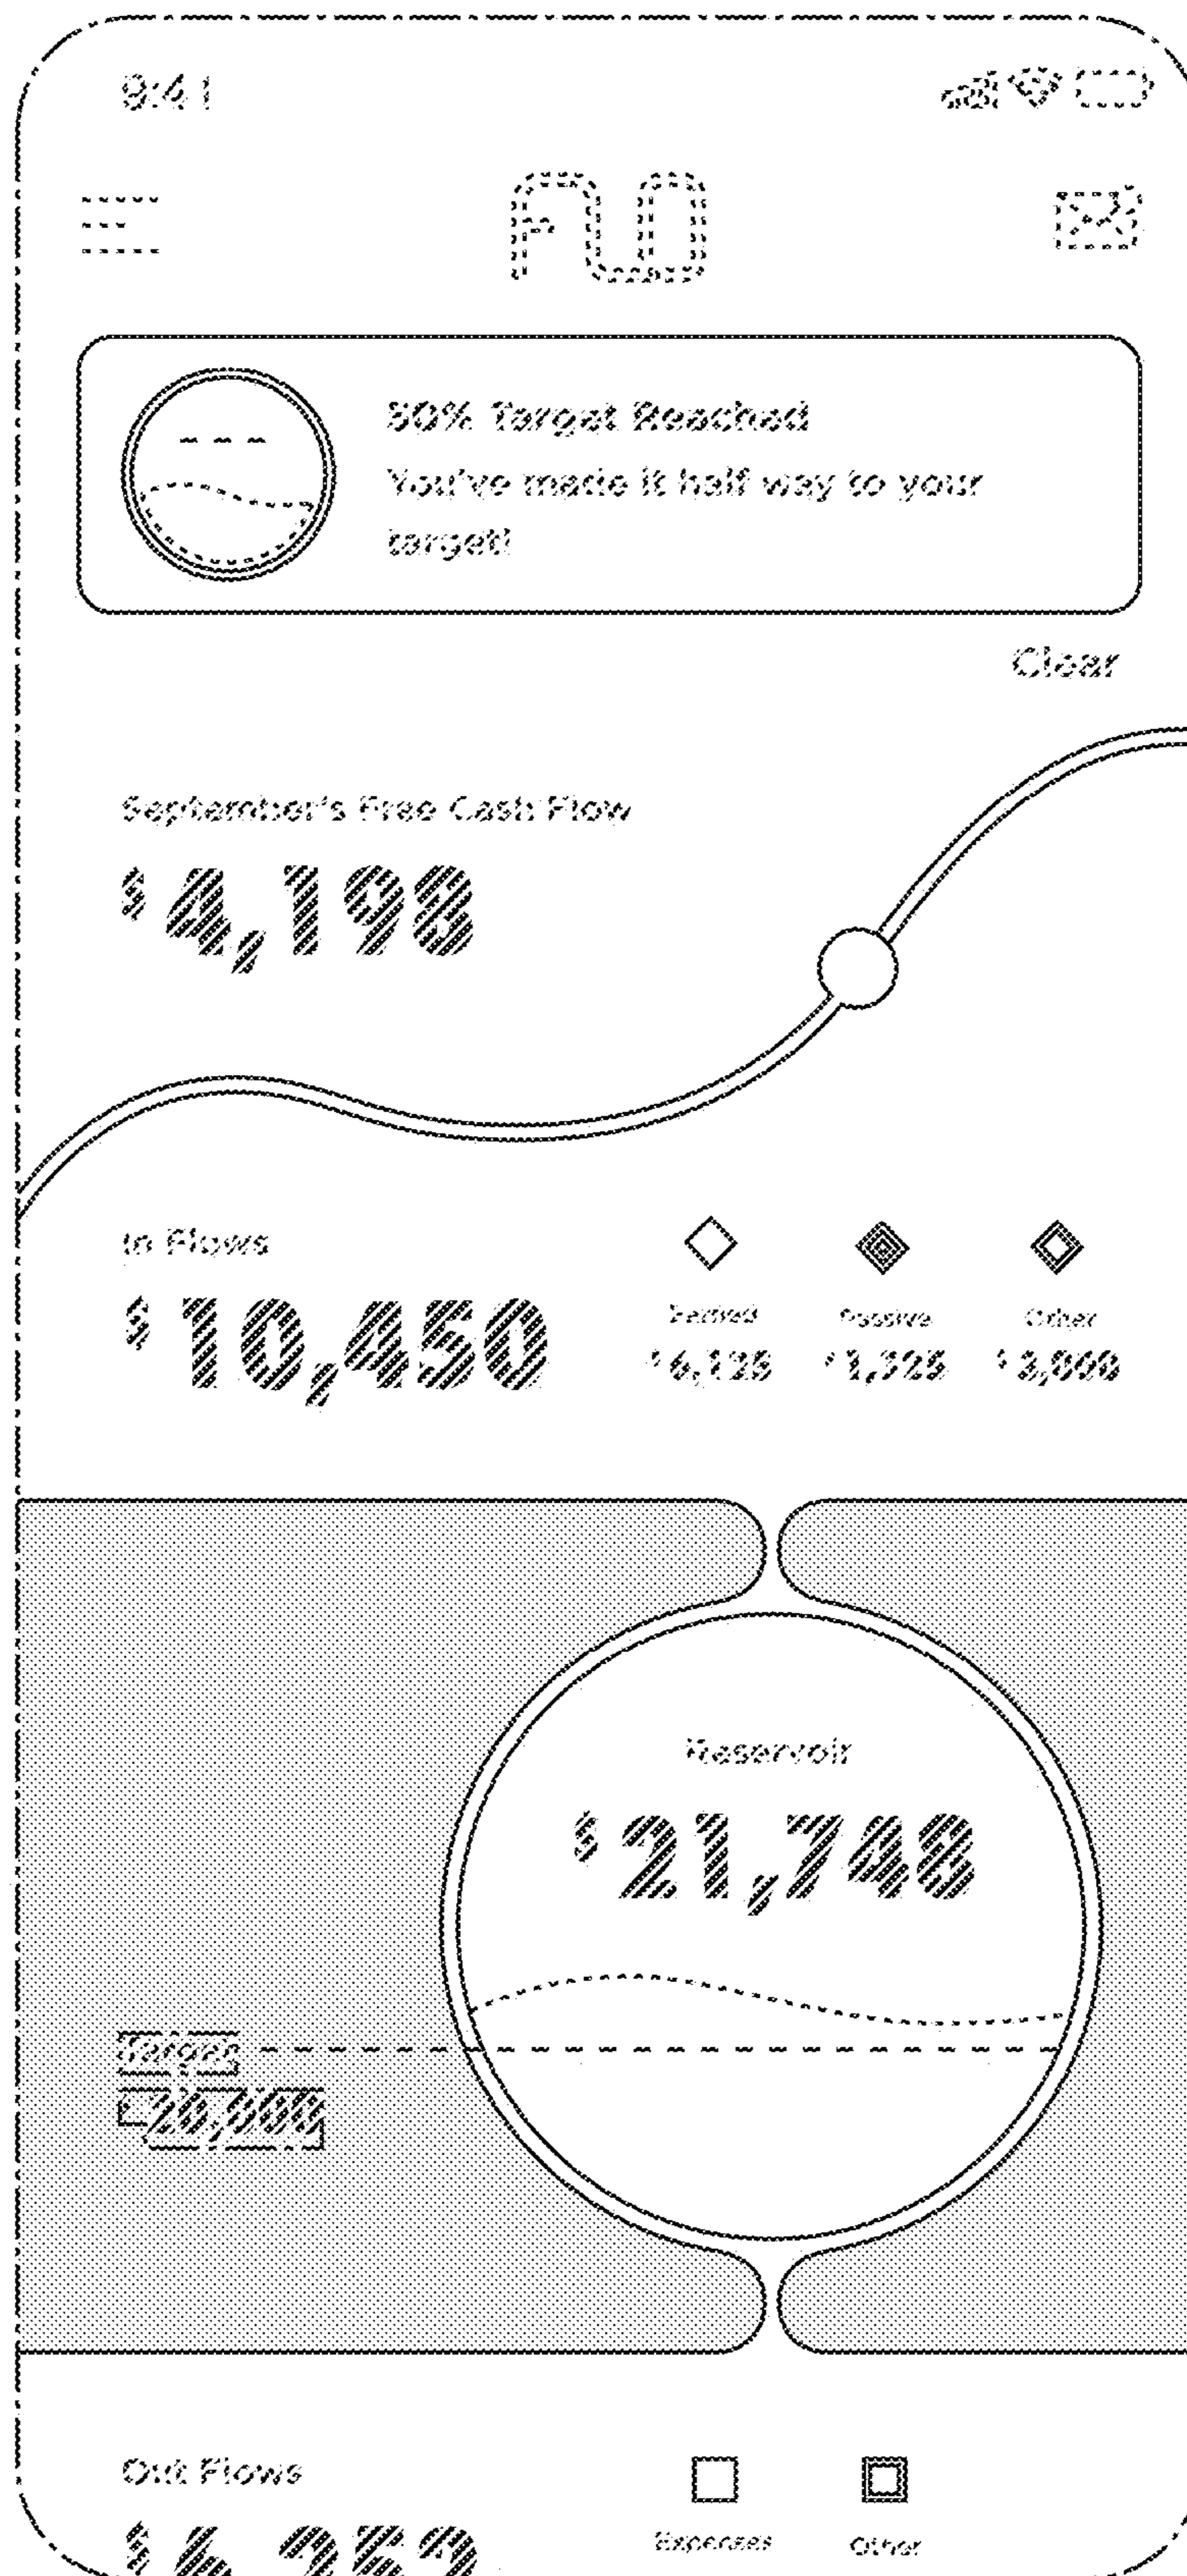 9:41
FLO
50% Target Reached
You've made it half way to your
target!
Clear
September's Free Cash Flow
$4,198
In Flows
$10,450
Earned Passive Other
$6,125 $1,325 $3,000
Reservoir
$21,748
Target
$20,000
Out Flows
$6,252
Expenses Other